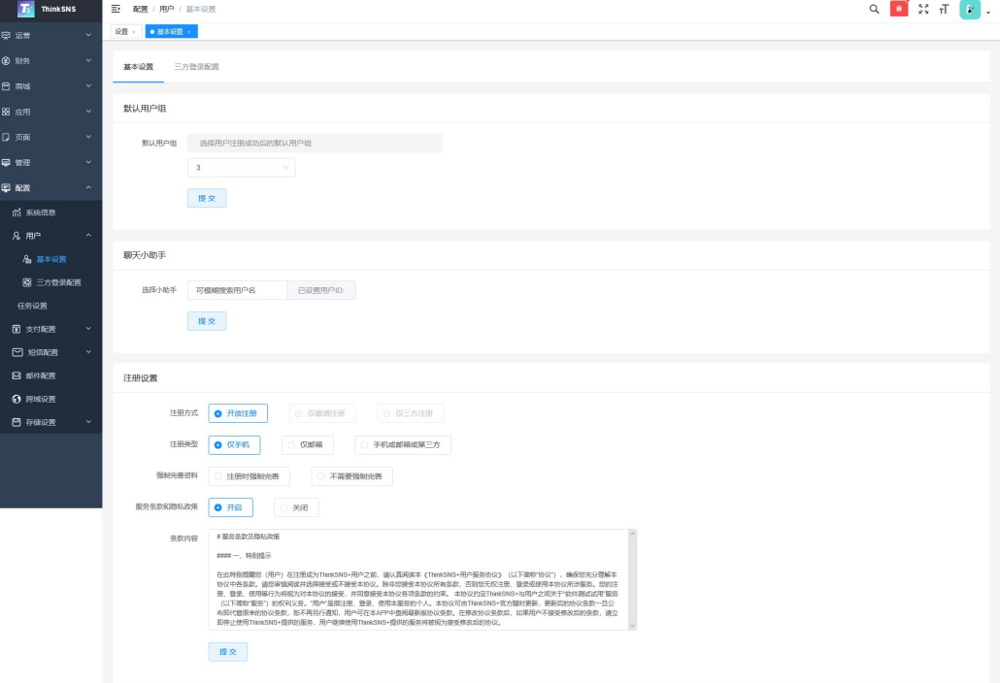 ThinkSNS
配置 / 用户 / 基本设置
运营
财务
商城
应用
页面
管理
配置
系统信息
用户
基本设置
三方登录配置
任务设置
支付配置
短信配置
邮件配置
跨域设置
存储设置
设置 ×
基本设置 ×
基本设置
三方登录配置
默认用户组
默认用户组
选择用户注册成功后的默认用户组
3
提 交
聊天小助手
选择小助手
可模糊搜索用户名
已设置用户ID:
提 交
注册设置
注册方式
开放注册
仅邀请注册
仅三方注册
注册类型
仅手机
仅邮箱
手机或邮箱或第三方
强制完善资料
注册时强制完善
不需要强制完善
服务条款和隐私政策
开启
关闭
条款内容
# 服务条款及隐私政策
#### 一、特别提示
在此特别提醒您（用户）在注册成为ThinkSNS+用户之前，请认真阅读本《ThinkSNS+用户服务协议》（以下简称“协议”），确保您充分理解本
协议中各条款。请您审慎阅读并选择接受或不接受本协议。除非您接受本协议所有条款，否则您无权注册、登录或使用本协议所涉服务。您的注
册、登录、使用等行为将视为对本协议的接受，并同意接受本协议各项条款的约束。 本协议约定ThinkSNS+与用户之间关于“软件测试试用”服务
（以下简称“服务”）的权利义务。“用户”是指注册、登录、使用本服务的个人。本协议可由ThinkSNS+官方随时更新，更新后的协议条款一旦公
布即代替原来的协议条款，恕不再另行通知，用户可在本APP中查阅最新版协议条款。在修改协议条款后，如果用户不接受修改后的条款，请立
即停止使用ThinkSNS+提供的服务，用户继续使用ThinkSNS+提供的服务将被视为接受修改后的协议。
提 交